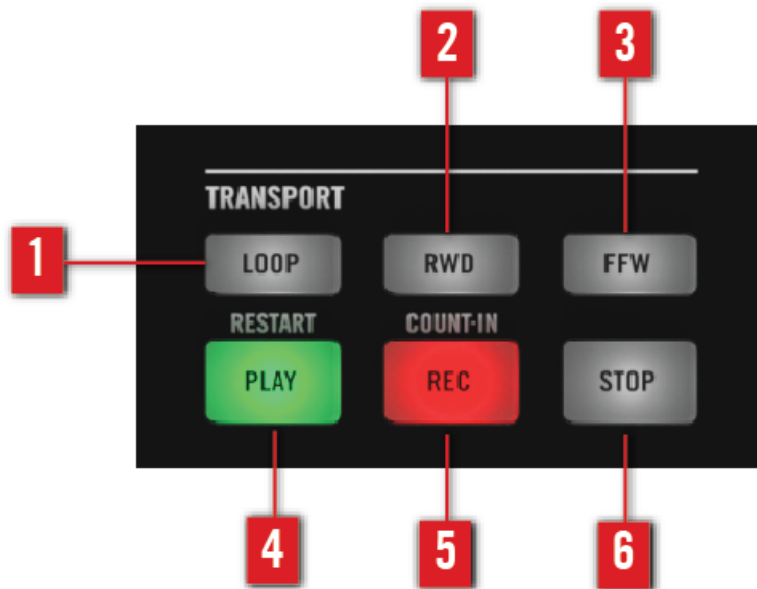 2 3
TRANSPORT
1 LOOP RWD FFW
RESTART COUNT-IN
PLAY REC STOP
4 5 6